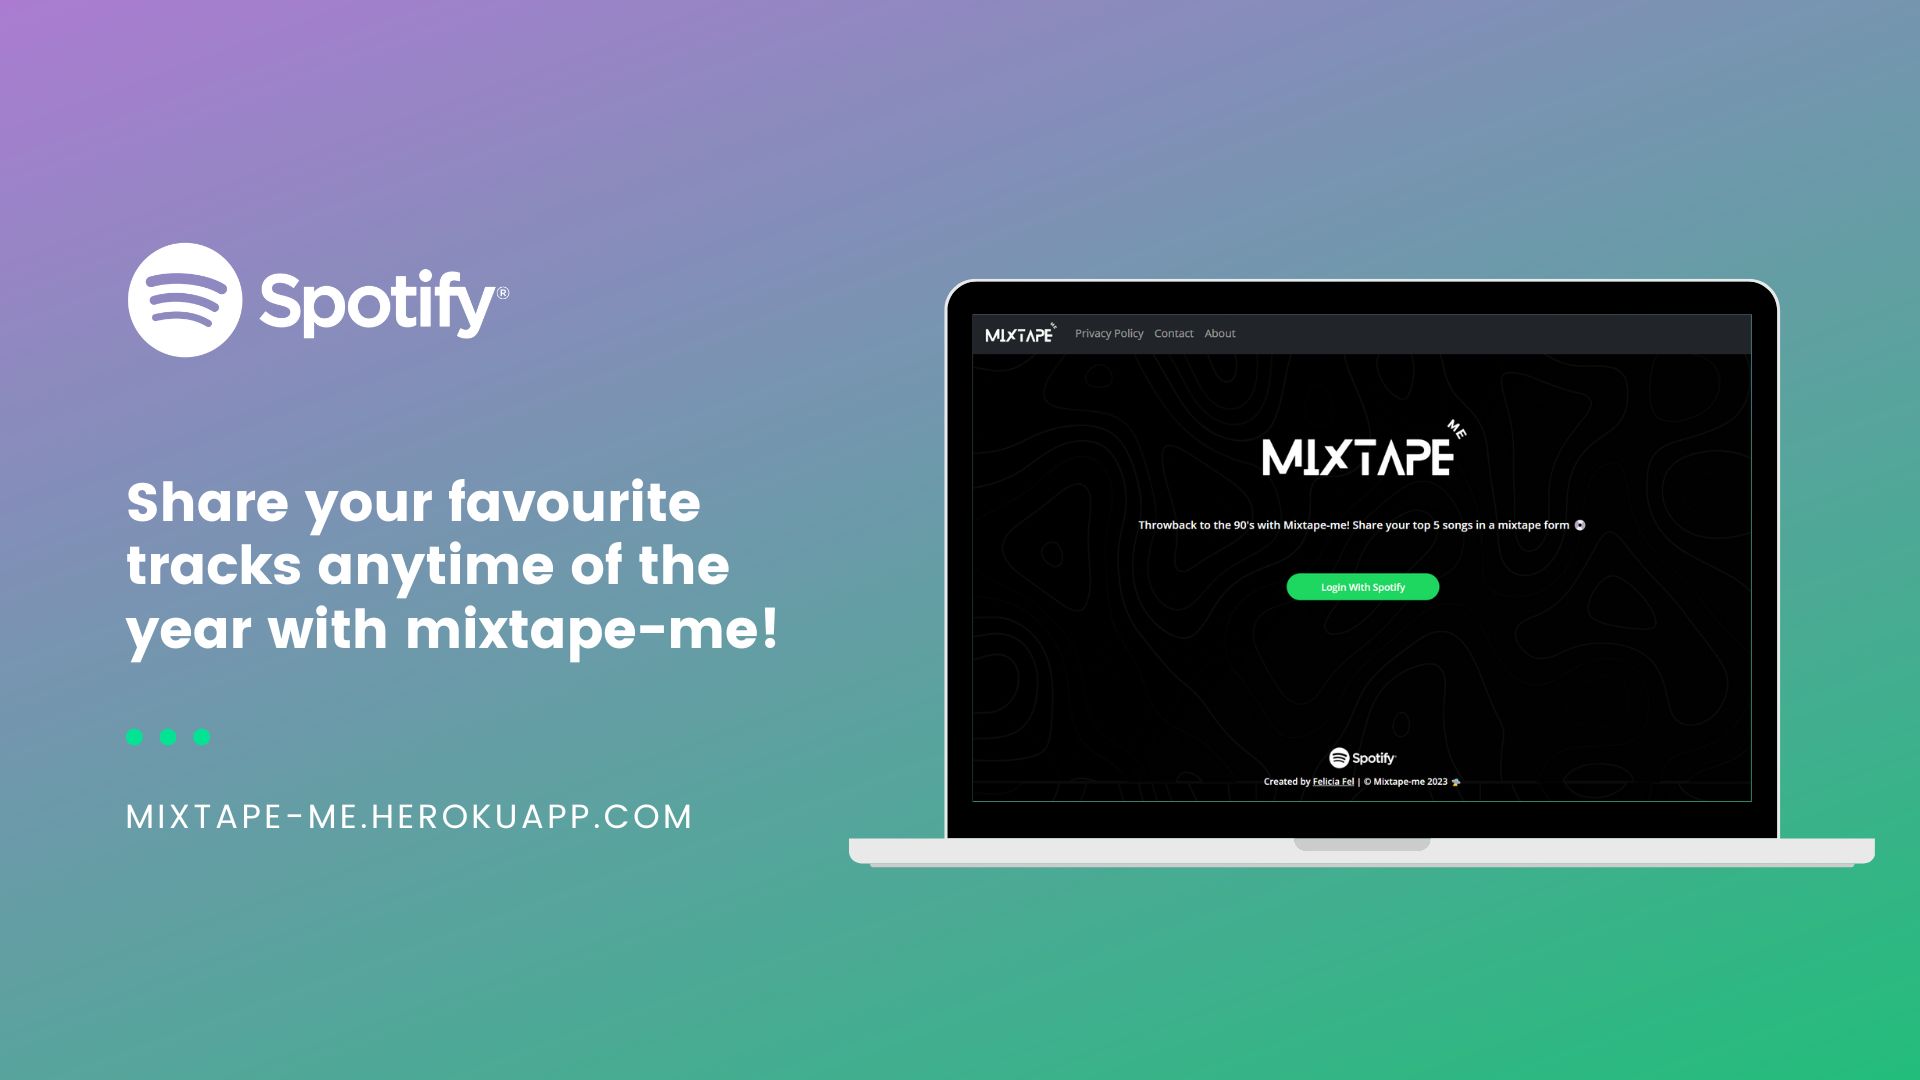 Spotify®
Share your favourite
tracks anytime of the
year with mixtape-me!
MIXTAPE-ME.HEROKUAPP.COM
MIXTAPE ME Privacy Policy Contact About
MIXTAPE ME
Throwback to the 90's with Mixtape-me! Share your top 5 songs in a mixtape form
Login With Spotify
Spotify
Created by Felicia Fel | © Mixtape-me 2023